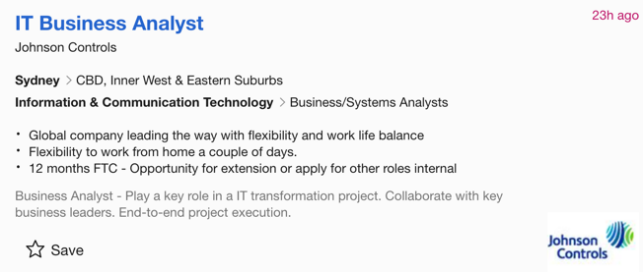 IT Business Analyst
23h ago
Johnson Controls
Sydney > CBD, Inner West & Eastern Suburbs
Information & Communication Technology > Business/Systems Analysts
• Global company leading the way with flexibility and work life balance
• Flexibility to work from home a couple of days.
• 12 months FTC - Opportunity for extension or apply for other roles internal
Business Analyst - Play a key role in a IT transformation project. Collaborate with key
business leaders. End-to-end project execution.
Save
Johnson
Controls